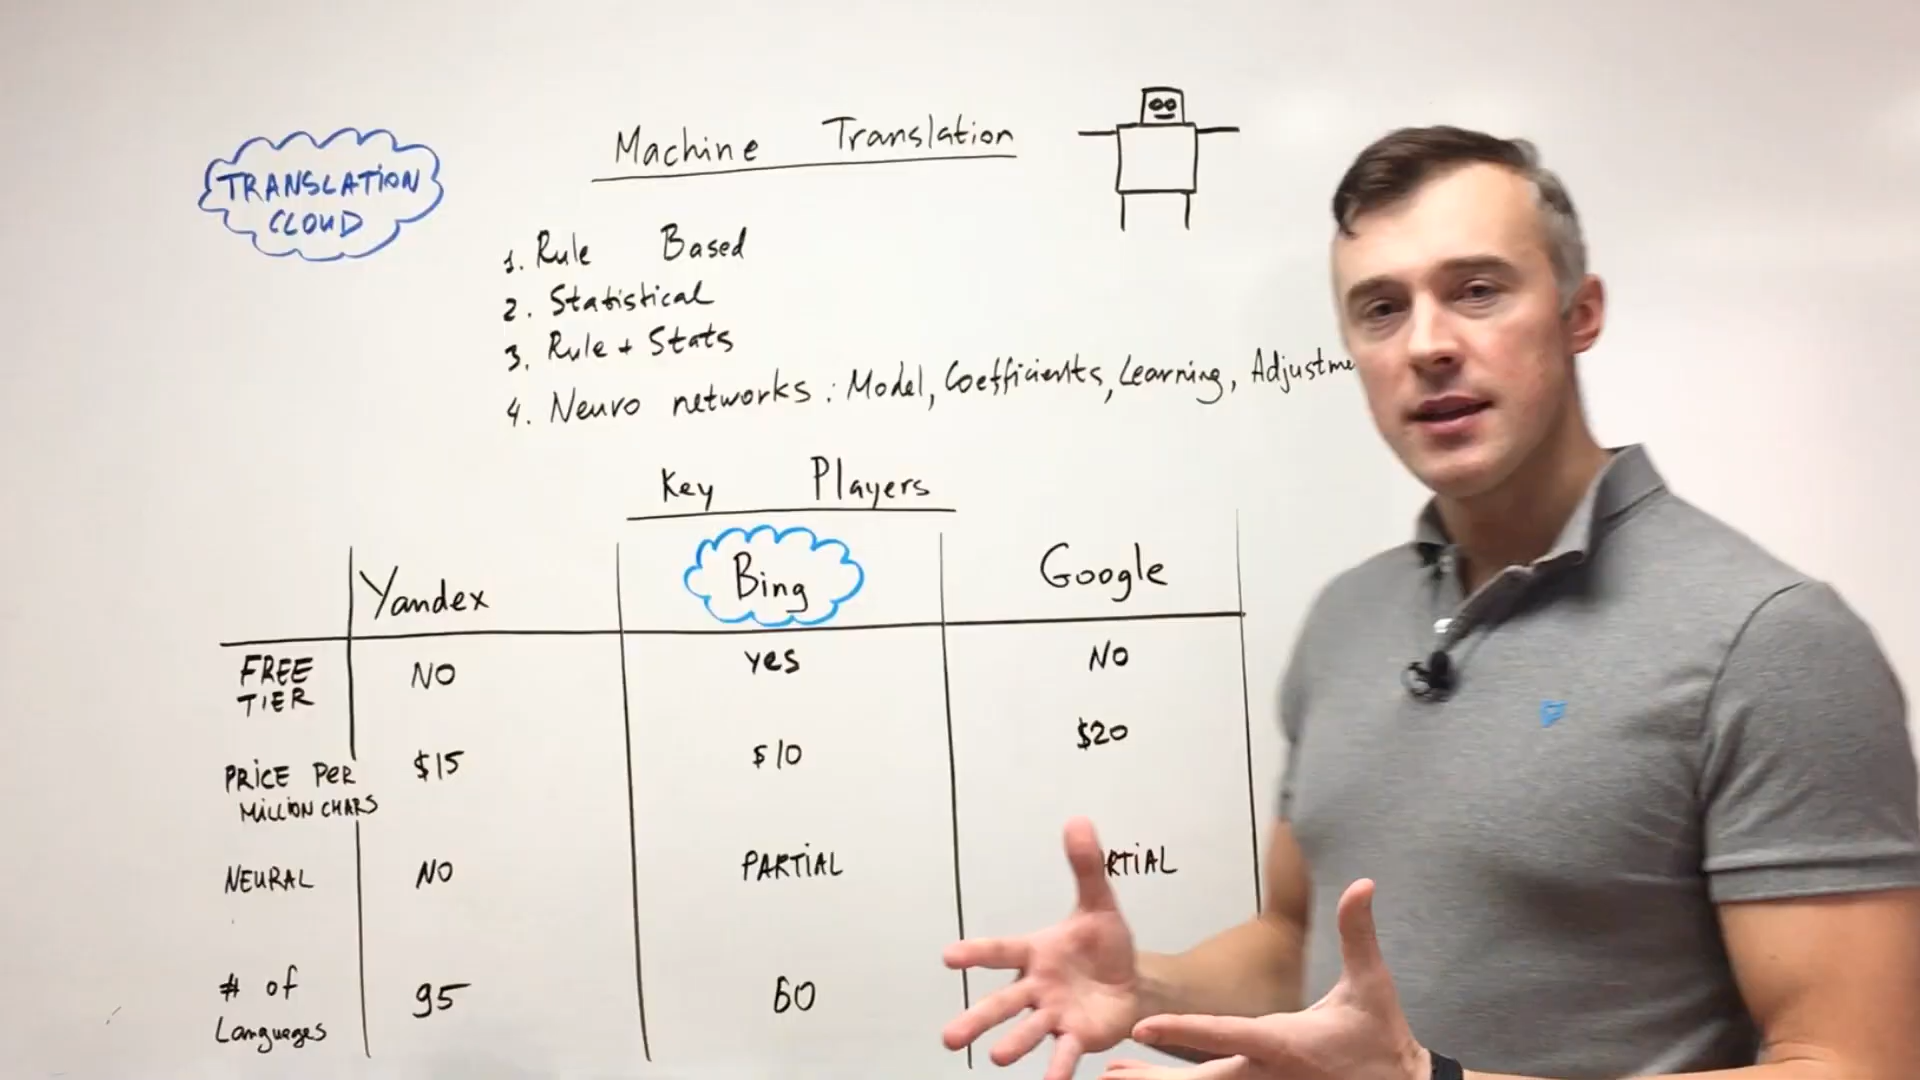 TRANSLATION
CLOUD
Machine Translation
1. Rule Based
2. Statistical
3. Rule + Stats
4. Neuro networks : Model, Coefficients, Learning, Adjustme
Key Players
Yandex Bing Google
FREE TIER NO yes NO
PRICE PER MILLION CHARS $15 $10 $20
NEURAL NO PARTIAL RTIAL
# of Languages 95 60